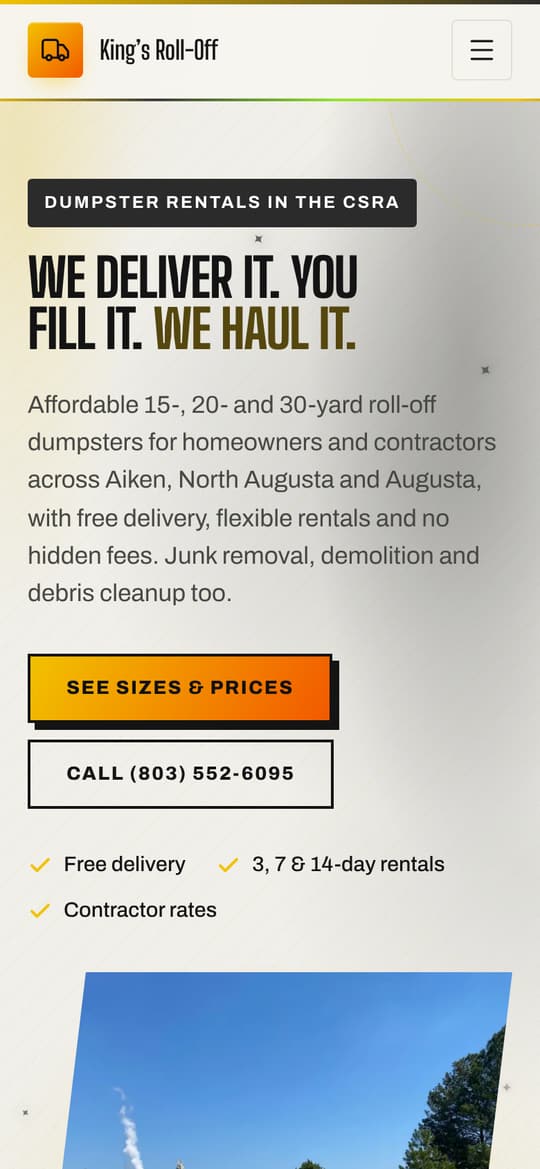 King's Roll-Off
DUMPSTER RENTALS IN THE CSRA
WE DELIVER IT. YOU
FILL IT. WE HAUL IT.
Affordable 15-, 20- and 30-yard roll-off
dumpsters for homeowners and contractors
across Aiken, North Augusta and Augusta,
with free delivery, flexible rentals and no
hidden fees. Junk removal, demolition and
debris cleanup too.
SEE SIZES & PRICES
CALL (803) 552-6095
Free delivery
3, 7 & 14-day rentals
Contractor rates